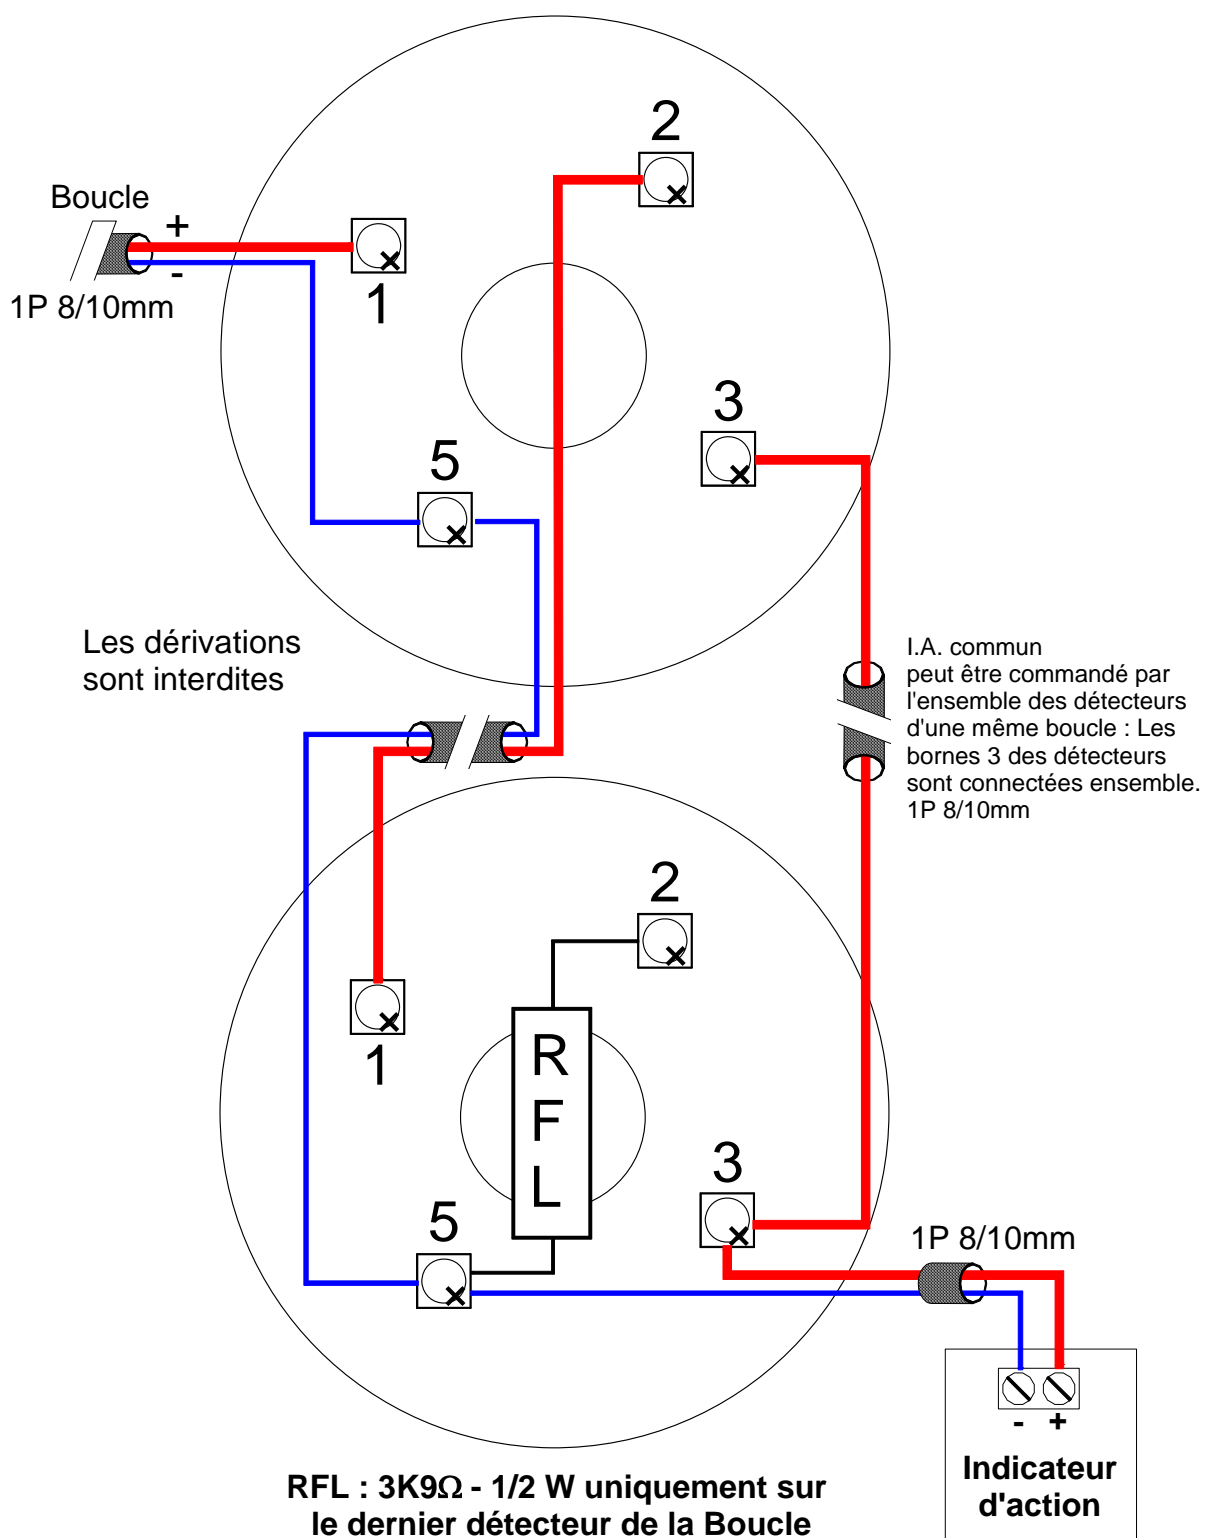 2
Boucle
+
-
1P 8/10mm
1
3
5
Les dérivations
sont interdites
I.A. commun
peut être commandé par
l'ensemble des détecteurs
d'une même boucle : Les
bornes 3 des détecteurs
sont connectées ensemble.
1P 8/10mm
2
1
R
F
L
3
5
1P 8/10mm
- +
Indicateur
d'action
RFL : 3K9Ω - 1/2 W uniquement sur
le dernier détecteur de la Boucle